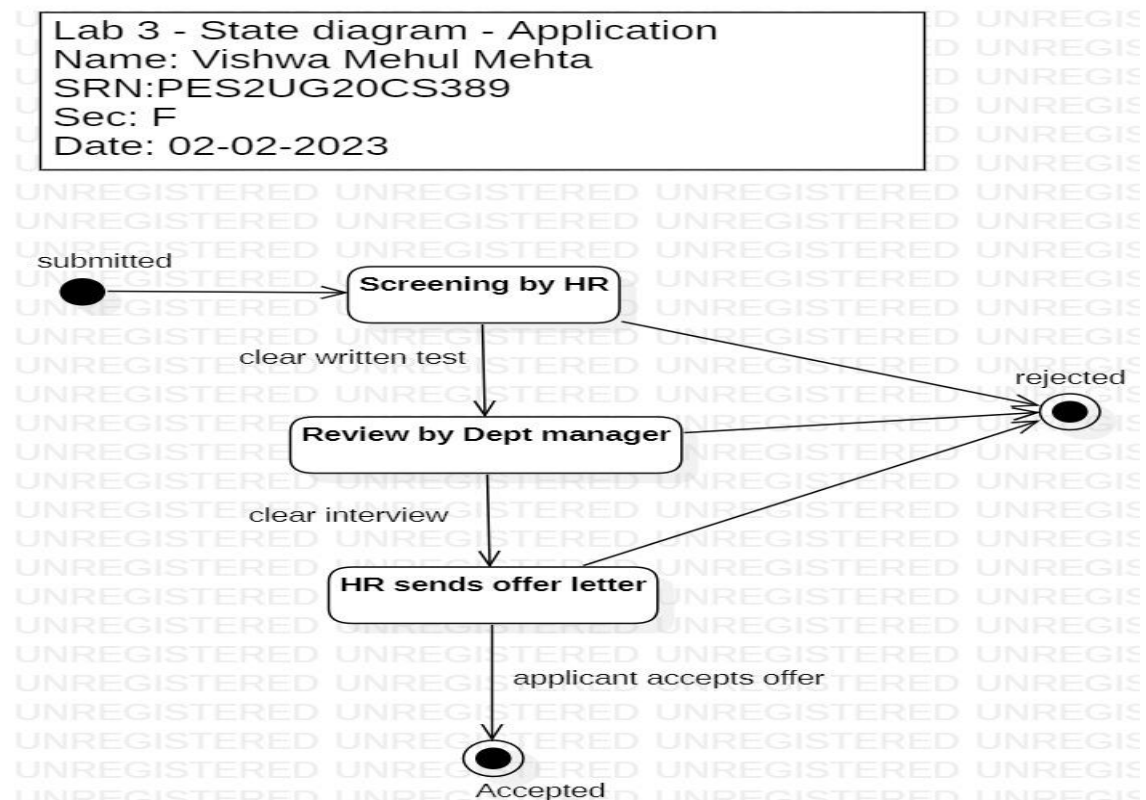 Lab 3 - State diagram - Application
Name: Vishwa Mehul Mehta
SRN:PES2UG20CS389
Sec: F
Date: 02-02-2023
submitted
Screening by HR
clear written test
rejected
Review by Dept manager
clear interview
HR sends offer letter
applicant accepts offer
Accepted
UNREGISTERED